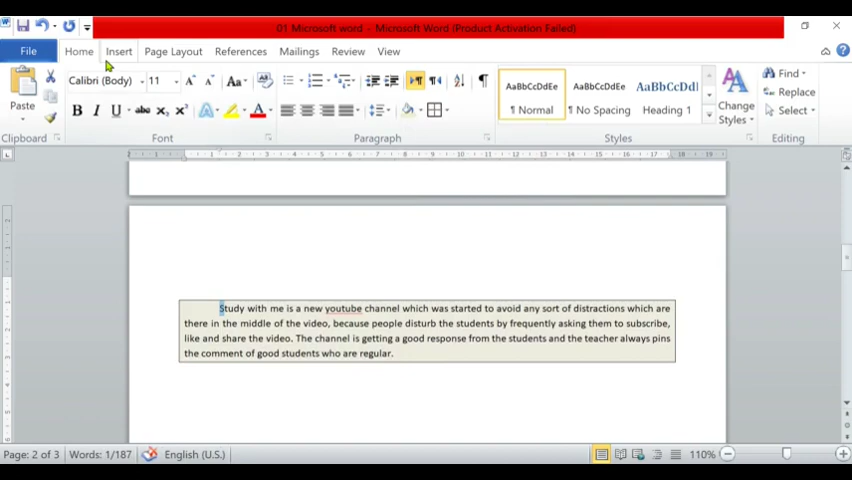 01 Microsoft word – Microsoft Word (Product Activation Failed)
File Home Insert Page Layout References Mailings Review View
Calibri (Body) 11 Aa
Paste
B I U abc X₂ X² A A
AaBbCcDdEe AaBbCcDdEe AaBbCcDdI
¶ Normal ¶ No Spacing Heading 1
Change
Styles
Find
Replace
Select
Clipboard Font Paragraph Styles Editing
Study with me is a new youtube channel which was started to avoid any sort of distractions which are
there in the middle of the video, because people disturb the students by frequently asking them to subscribe,
like and share the video. The channel is getting a good response from the students and the teacher always pins
the comment of good students who are regular.
Page: 2 of 3 Words: 1/187 English (U.S.) 110%